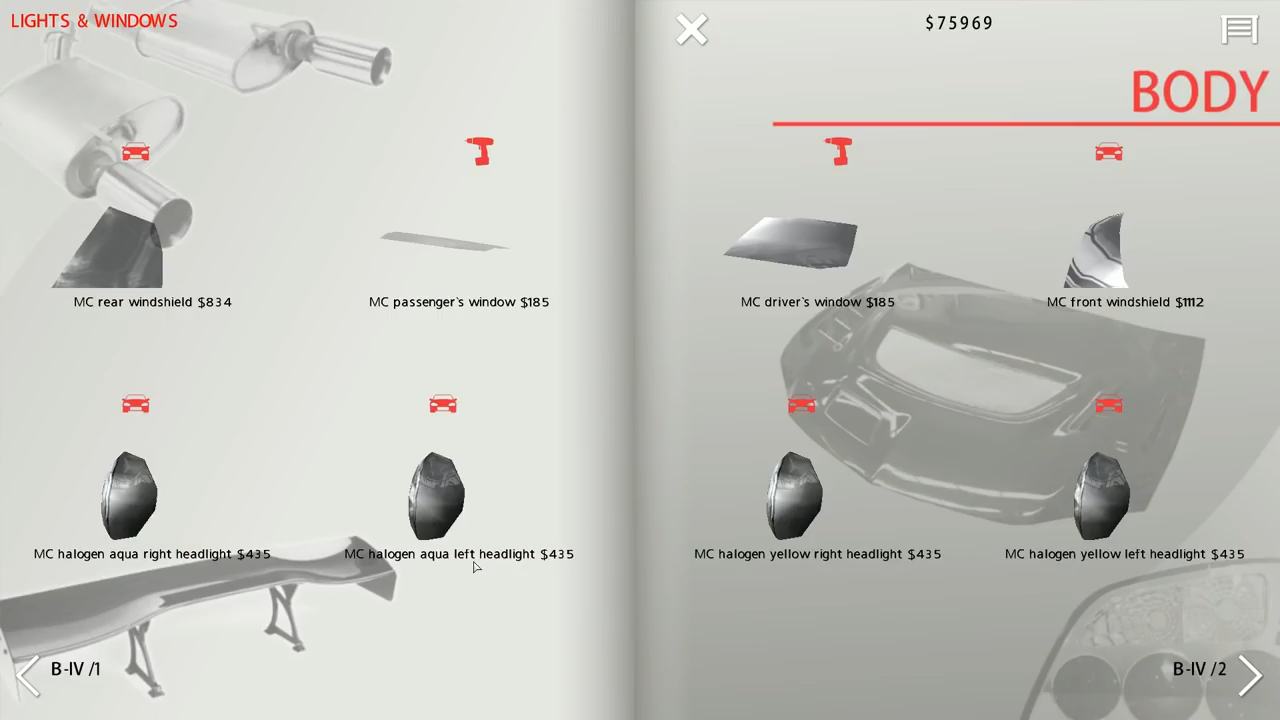 LIGHTS & WINDOWS
$75969
BODY
MC rear windshield $834
MC passenger's window $185
MC driver's window $185
MC front windshield $1112
MC halogen aqua right headlight $435
MC halogen aqua left headlight $435
MC halogen yellow right headlight $435
MC halogen yellow left headlight $435
B-IV /1
B-IV /2